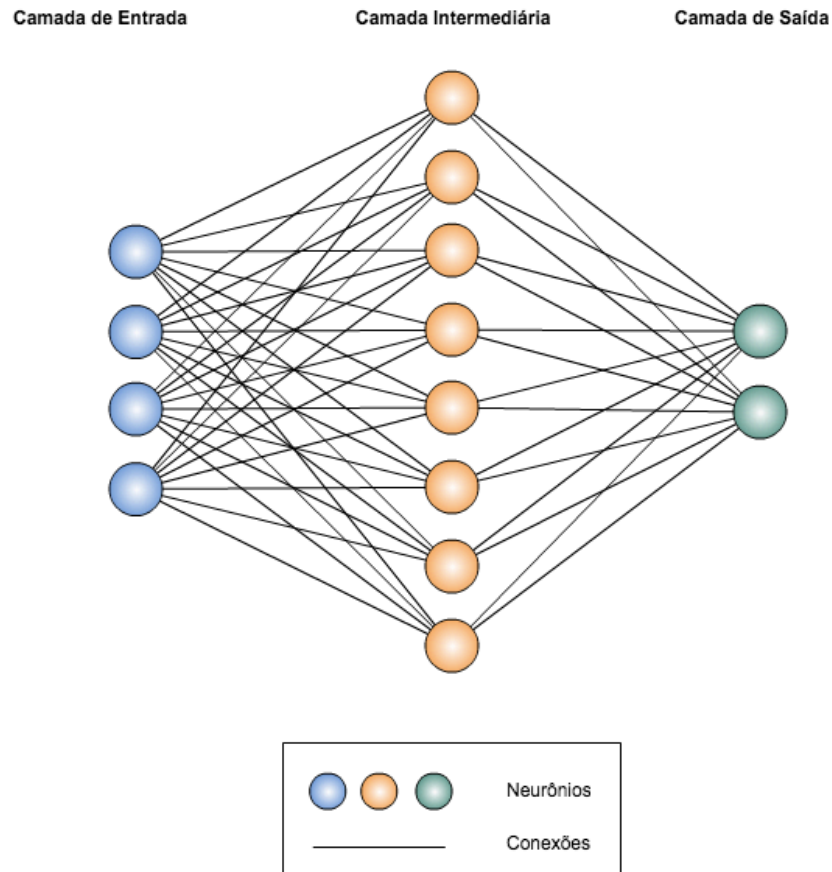 Camada de Entrada
Camada Intermediária
Camada de Saída
Neurônios
Conexões